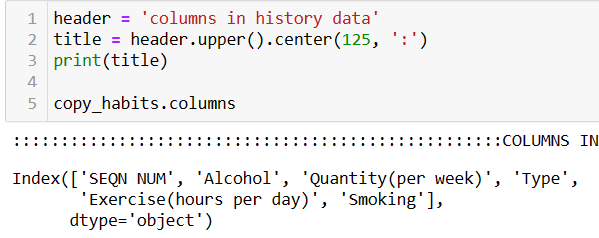 1 header = 'columns in history data'
2 title = header.upper().center(125, ':')
3 print(title)
4
5 copy_habits.columns
:::::::::::::::::::::::::::::::::::::::::::::::::::COLUMNS IN
Index(['SEQN NUM', 'Alcohol', 'Quantity(per week)', 'Type',
'Exercise(hours per day)', 'Smoking'],
dtype='object')